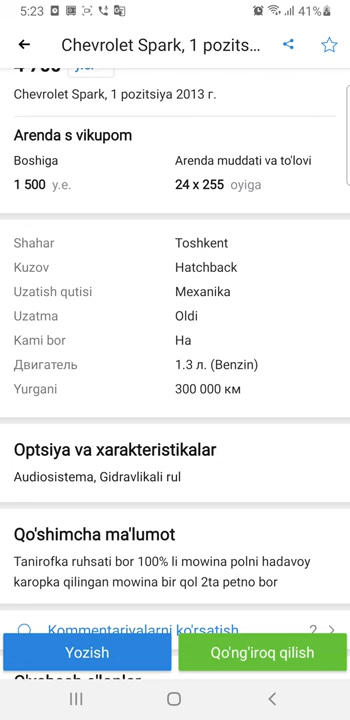 5:23
41%
Chevrolet Spark, 1 pozits...
Chevrolet Spark, 1 pozitsiya 2013 г.
Arenda s vikupom
Boshiga
Arenda muddati va to'lovi
1 500 y.e.
24 x 255 oyiga
Shahar Toshkent
Kuzov Hatchback
Uzatish qutisi Mexanika
Uzatma Oldi
Kami bor Ha
Двигатель 1.3 л. (Benzin)
Yurgani 300 000 км
Optsiya va xarakteristikalar
Audiosistema, Gidravlikali rul
Qo'shimcha ma'lumot
Tanirofka ruhsati bor 100% li mowina polni hadavoy
karopka qilingan mowina bir qol 2ta petno bor
Kommentariyalarni ko'rsatish 2
Yozish
Qo'ng'iroq qilish